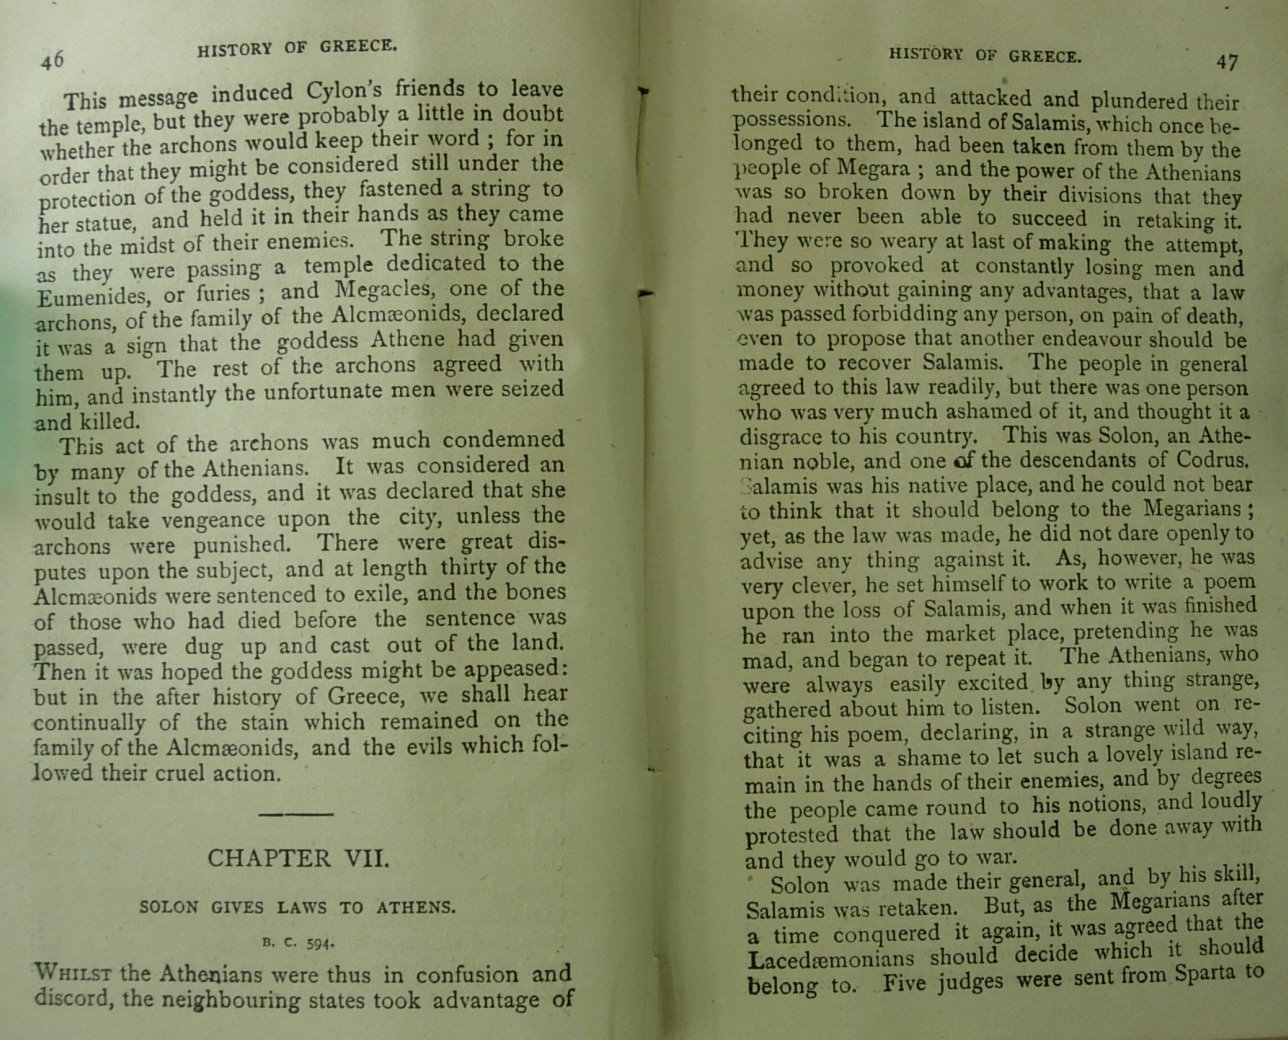 46
HISTORY OF GREECE.
This message induced Cylon's friends to leave
the temple, but they were probably a little in doubt
whether the archons would keep their word ; for in
order that they might be considered still under the
protection of the goddess, they fastened a string to
her statue, and held it in their hands as they came
into the midst of their enemies. The string broke
as they were passing a temple dedicated to the
Eumenides, or furies ; and Megacles, one of the
archons, of the family of the Alcmæonids, declared
it was a sign that the goddess Athene had given
them up. The rest of the archons agreed with
him, and instantly the unfortunate men were seized
and killed.
This act of the archons was much condemned
by many of the Athenians. It was considered an
insult to the goddess, and it was declared that she
would take vengeance upon the city, unless the
archons were punished. There were great dis-
putes upon the subject, and at length thirty of the
Alcmæonids were sentenced to exile, and the bones
of those who had died before the sentence was
passed, were dug up and cast out of the land.
Then it was hoped the goddess might be appeased:
but in the after history of Greece, we shall hear
continually of the stain which remained on the
family of the Alcmæonids, and the evils which fol-
lowed their cruel action.
CHAPTER VII.
SOLON GIVES LAWS TO ATHENS.
B. C. 594.
WHILST the Athenians were thus in confusion and
discord, the neighbouring states took advantage of
HISTORY OF GREECE.
47
their condition, and attacked and plundered their
possessions. The island of Salamis, which once be-
longed to them, had been taken from them by the
people of Megara ; and the power of the Athenians
was so broken down by their divisions that they
had never been able to succeed in retaking it.
They were so weary at last of making the attempt,
and so provoked at constantly losing men and
money without gaining any advantages, that a law
was passed forbidding any person, on pain of death,
even to propose that another endeavour should be
made to recover Salamis. The people in general
agreed to this law readily, but there was one person
who was very much ashamed of it, and thought it a
disgrace to his country. This was Solon, an Athe-
nian noble, and one of the descendants of Codrus.
Salamis was his native place, and he could not bear
to think that it should belong to the Megarians ;
yet, as the law was made, he did not dare openly to
advise any thing against it. As, however, he was
very clever, he set himself to work to write a poem
upon the loss of Salamis, and when it was finished
he ran into the market place, pretending he was
mad, and began to repeat it. The Athenians, who
were always easily excited by any thing strange,
gathered about him to listen. Solon went on re-
citing his poem, declaring, in a strange wild way,
that it was a shame to let such a lovely island re-
main in the hands of their enemies, and by degrees
the people came round to his notions, and loudly
protested that the law should be done away with
and they would go to war.
Solon was made their general, and by his skill,
Salamis was retaken. But, as the Megarians after
a time conquered it again, it was agreed that the
Lacedæmonians should decide which it should
belong to. Five judges were sent from Sparta to